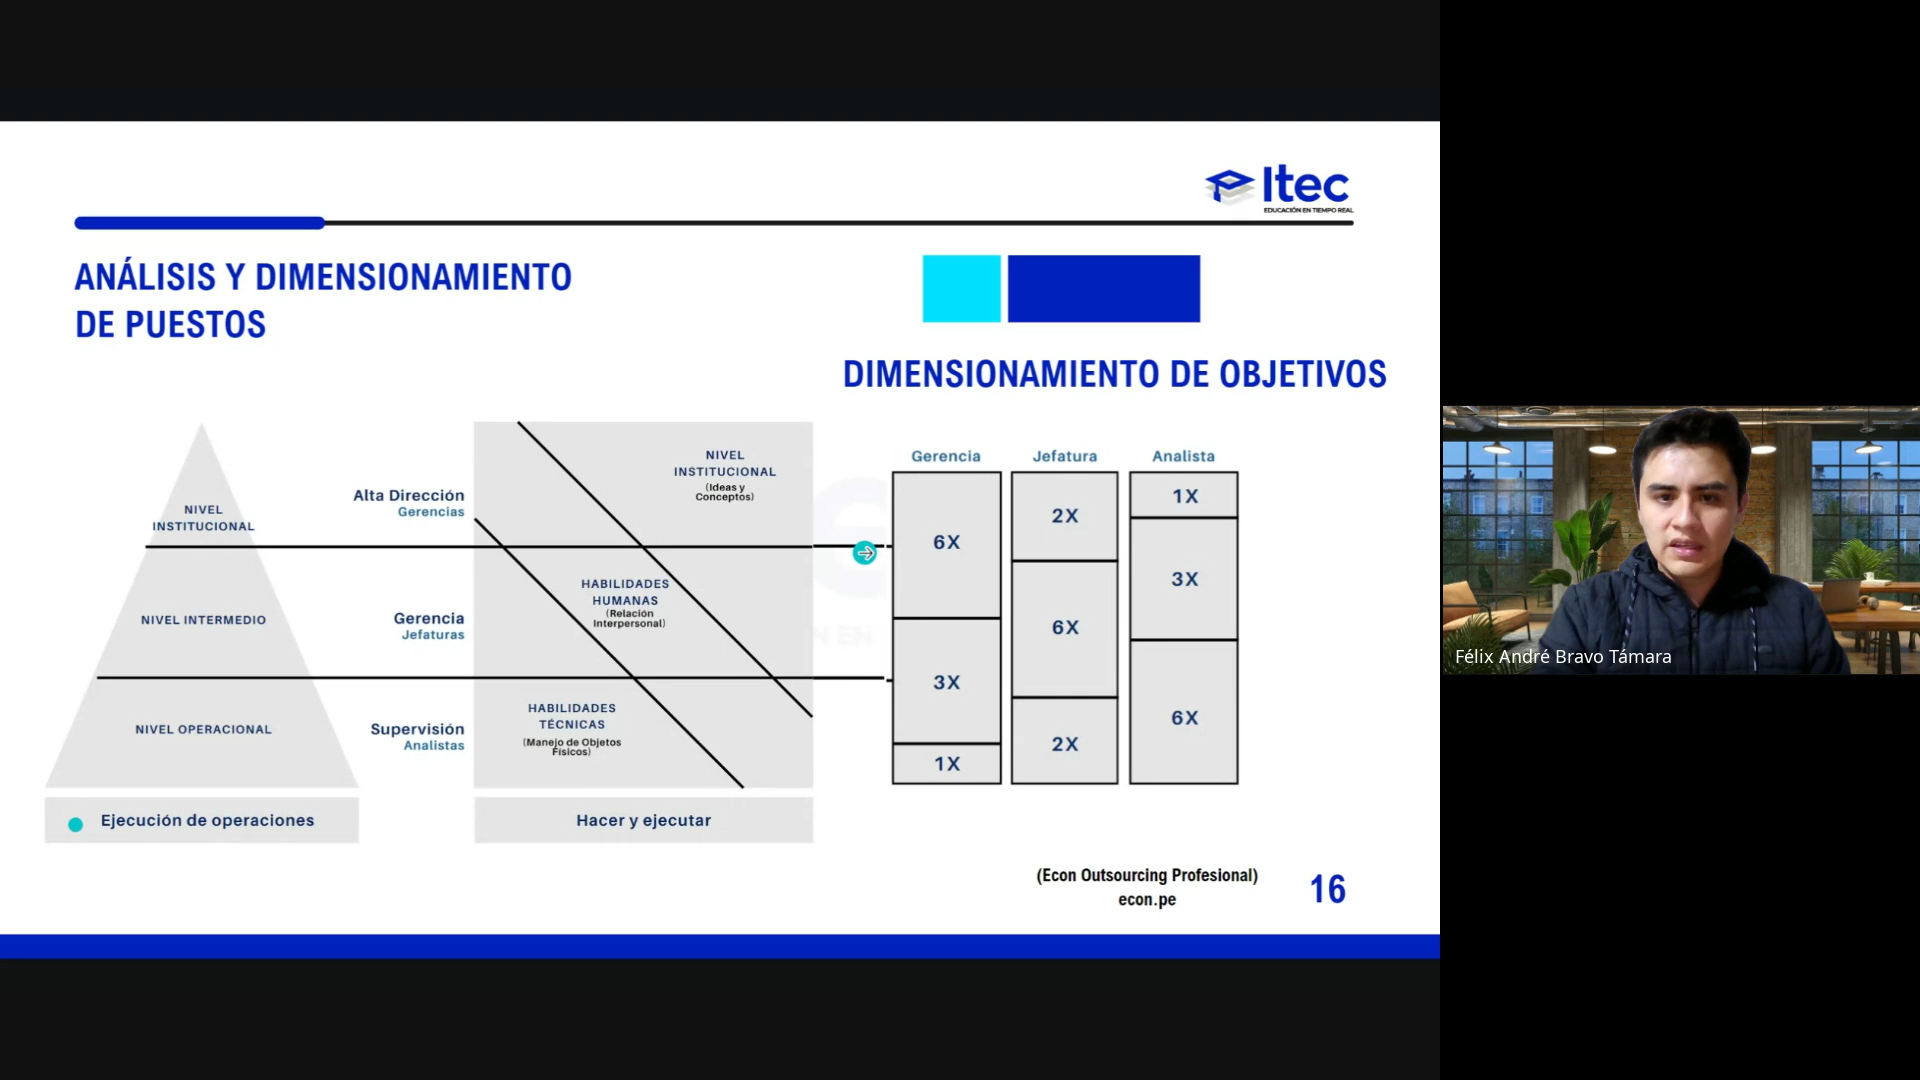 Itec
EDUCACIÓN EN TIEMPO REAL
ANÁLISIS Y DIMENSIONAMIENTO
DE PUESTOS
DIMENSIONAMIENTO DE OBJETIVOS
NIVEL
INSTITUCIONAL
NIVEL INTERMEDIO
NIVEL OPERACIONAL
Ejecución de operaciones
Alta Dirección
Gerencias
Gerencia
Jefaturas
Supervisión
Analistas
NIVEL
INSTITUCIONAL
(Ideas y
Conceptos)
HABILIDADES
HUMANAS
(Relación
Interpersonal)
HABILIDADES
TÉCNICAS
(Manejo de Objetos
Físicos)
Hacer y ejecutar
Gerencia
6X
3X
1X
Jefatura
2X
6X
2X
Analista
1X
3X
6X
(Econ Outsourcing Profesional)
econ.pe
16
Félix André Bravo Támara